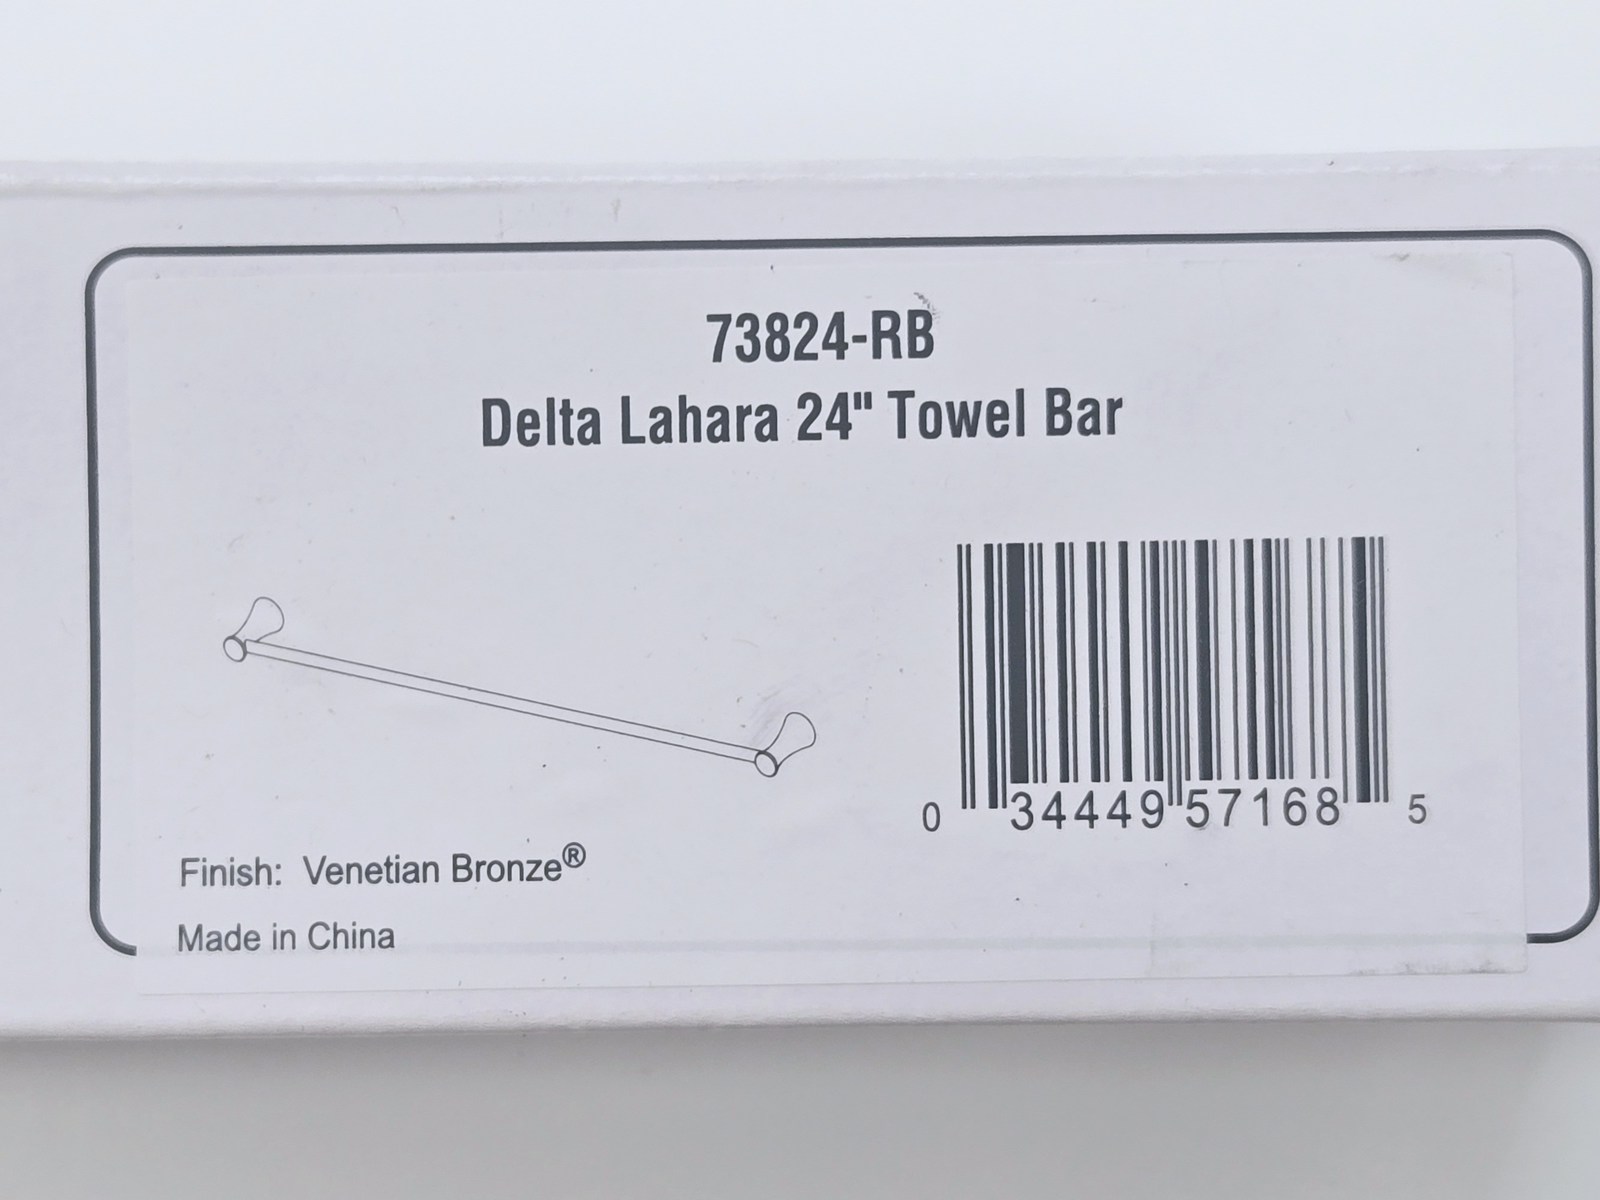 73824-RB
Delta Lahara 24" Towel Bar
0 34449 57168 5
Finish: Venetian Bronze®
Made in China